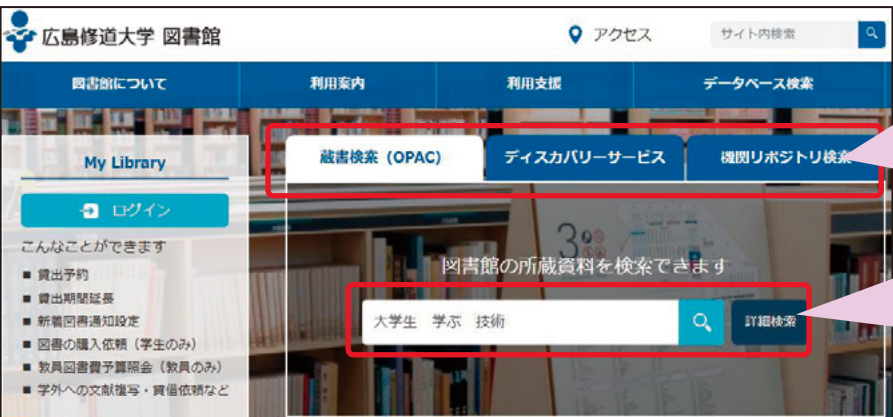 広島修道大学 図書館
アクセス
サイト内検索
図書館について
利用案内
利用支援
データベース検索
My Library
ログイン
こんなことができます
■ 貸出予約
■ 貸出期間延長
■ 新着図書通知設定
■ 図書の購入依頼（学生のみ）
■ 教員図書費予算照会（教員のみ）
■ 学外への文献複写・貸借依頼など
蔵書検索（OPAC）
ディスカバリーサービス
機関リポジトリ検索
図書館の所蔵資料を検索できます
大学生 学ぶ 技術
詳細検索